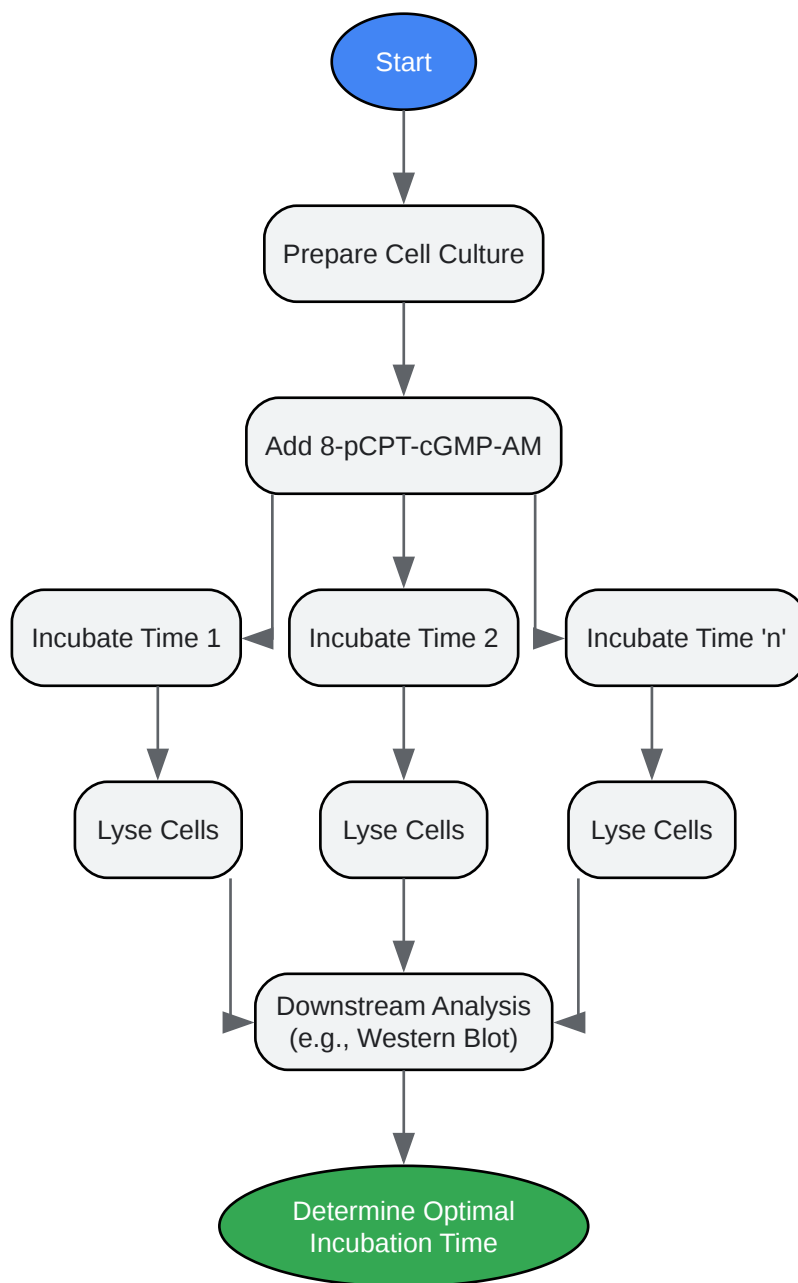 Start
Prepare Cell Culture
Add 8-pCPT-cGMP-AM
Incubate Time 1
Incubate Time 2
Incubate Time 'n'
Lyse Cells
Lyse Cells
Lyse Cells
Downstream Analysis
(e.g., Western Blot)
Determine Optimal
Incubation Time